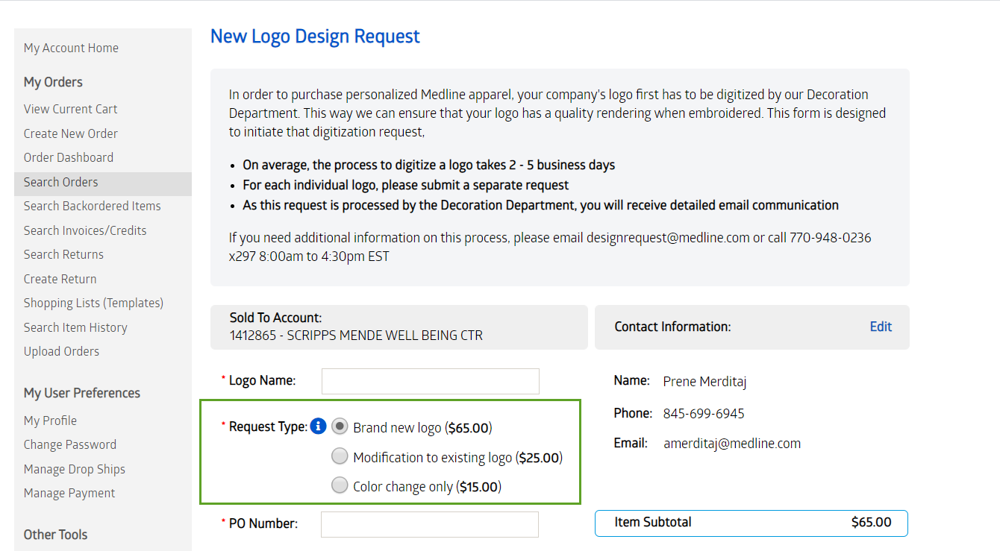 New Logo Design Request
My Account Home
My Orders
View Current Cart
Create New Order
Order Dashboard
Search Orders
Search Backordered Items
Search Invoices/Credits
Search Returns
Create Return
Shopping Lists (Templates)
Search Item History
Upload Orders
My User Preferences
My Profile
Change Password
Manage Drop Ships
Manage Payment
Other Tools
In order to purchase personalized Medline apparel, your company's logo first has to be digitized by our Decoration
Department. This way we can ensure that your logo has a quality rendering when embroidered. This form is designed
to initiate that digitization request,
• On average, the process to digitize a logo takes 2 - 5 business days
• For each individual logo, please submit a separate request
• As this request is processed by the Decoration Department, you will receive detailed email communication
If you need additional information on this process, please email designrequest@medline.com or call 770-948-0236
x297 8:00am to 4:30pm EST
Sold To Account:
1412865 - SCRIPPS MENDE WELL BEING CTR
Contact Information: Edit
* Logo Name:
* Request Type: i Brand new logo ($65.00)
Modification to existing logo ($25.00)
Color change only ($15.00)
* PO Number:
Name: Prene Merditaj
Phone: 845-699-6945
Email: amerditaj@medline.com
Item Subtotal $65.00